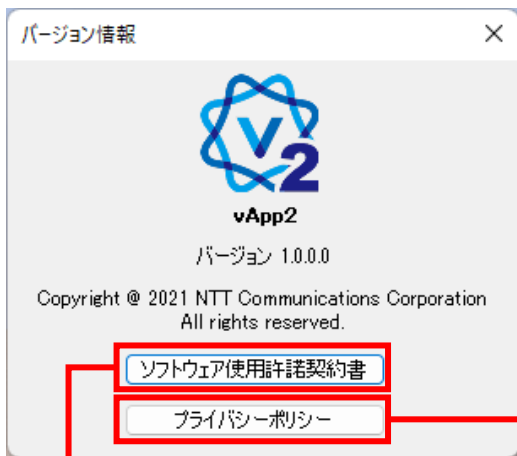 バージョン情報
v2
vApp2
バージョン 1.0.0.0
Copyright @ 2021 NTT Communications Corporation
All rights reserved.
ソフトウェア使用許諾契約書
プライバシーポリシー